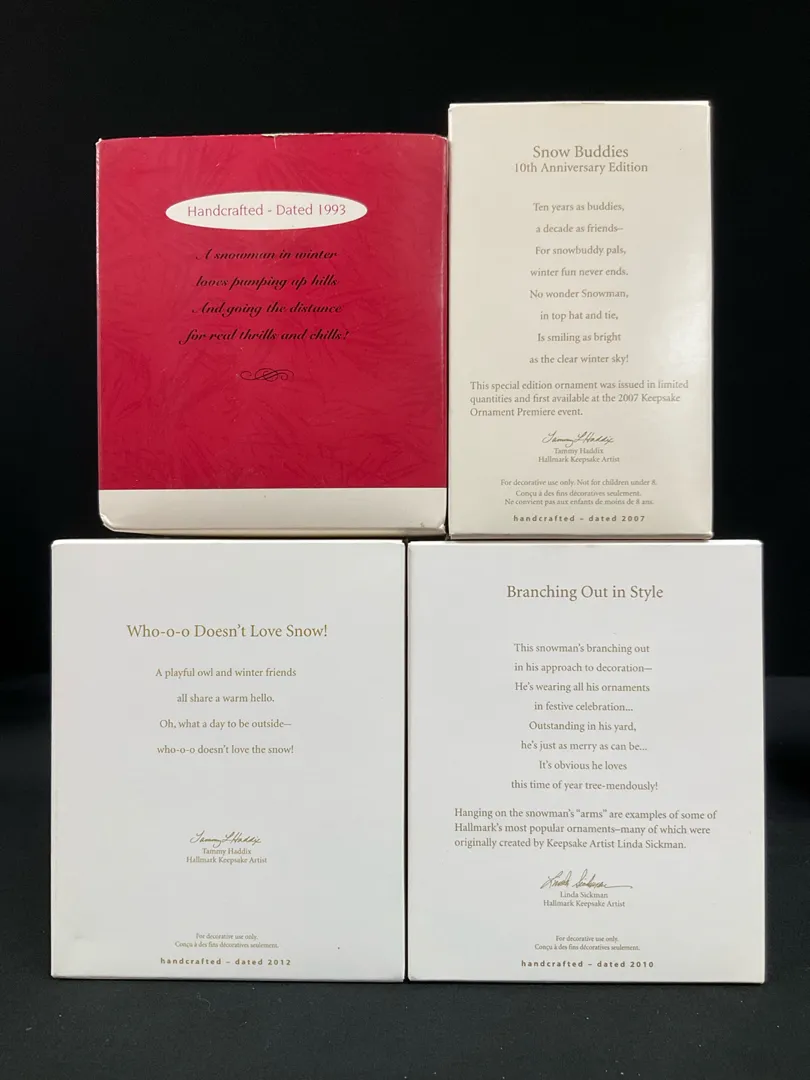 Handcrafted - Dated 1993
A snowman in winter
loves pumping up hills
And going the distance
for real thrills and chills!
Snow Buddies
10th Anniversary Edition
Ten years as buddies,
a decade as friends–
For snowbuddy pals,
winter fun never ends.
No wonder Snowman,
in top hat and tie,
Is smiling as bright
as the clear winter sky!
This special edition ornament was issued in limited
quantities and first available at the 2007 Keepsake
Ornament Premiere event.
Tammy L Haddix
Tammy Haddix
Hallmark Keepsake Artist
For decorative use only. Not for children under 8.
Conçu à des fins décoratives seulement.
Ne convient pas aux enfants de moins de 8 ans.
handcrafted – dated 2007
Who-o-o Doesn't Love Snow!
A playful owl and winter friends
all share a warm hello.
Oh, what a day to be outside—
who-o-o doesn't love the snow!
Tammy L Haddix
Tammy Haddix
Hallmark Keepsake Artist
For decorative use only.
Conçu à des fins décoratives seulement.
handcrafted – dated 2012
Branching Out in Style
This snowman's branching out
in his approach to decoration—
He's wearing all his ornaments
in festive celebration...
Outstanding in his yard,
he's just as merry as can be...
It's obvious he loves
this time of year tree-mendously!
Hanging on the snowman's "arms" are examples of some of
Hallmark's most popular ornaments–many of which were
originally created by Keepsake Artist Linda Sickman.
Linda Sickman
Linda Sickman
Hallmark Keepsake Artist
For decorative use only.
Conçu à des fins décoratives seulement.
handcrafted – dated 2010